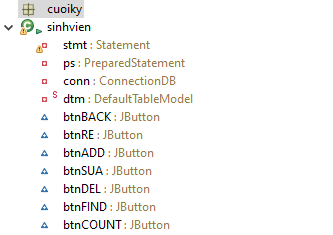 cuoiky
sinhvien
stmt : Statement
ps : PreparedStatement
conn : ConnectionDB
S dtm : DefaultTableModel
btnBACK : JButton
btnRE : JButton
btnADD : JButton
btnSUA : JButton
btnDEL : JButton
btnFIND : JButton
btnCOUNT : JButton